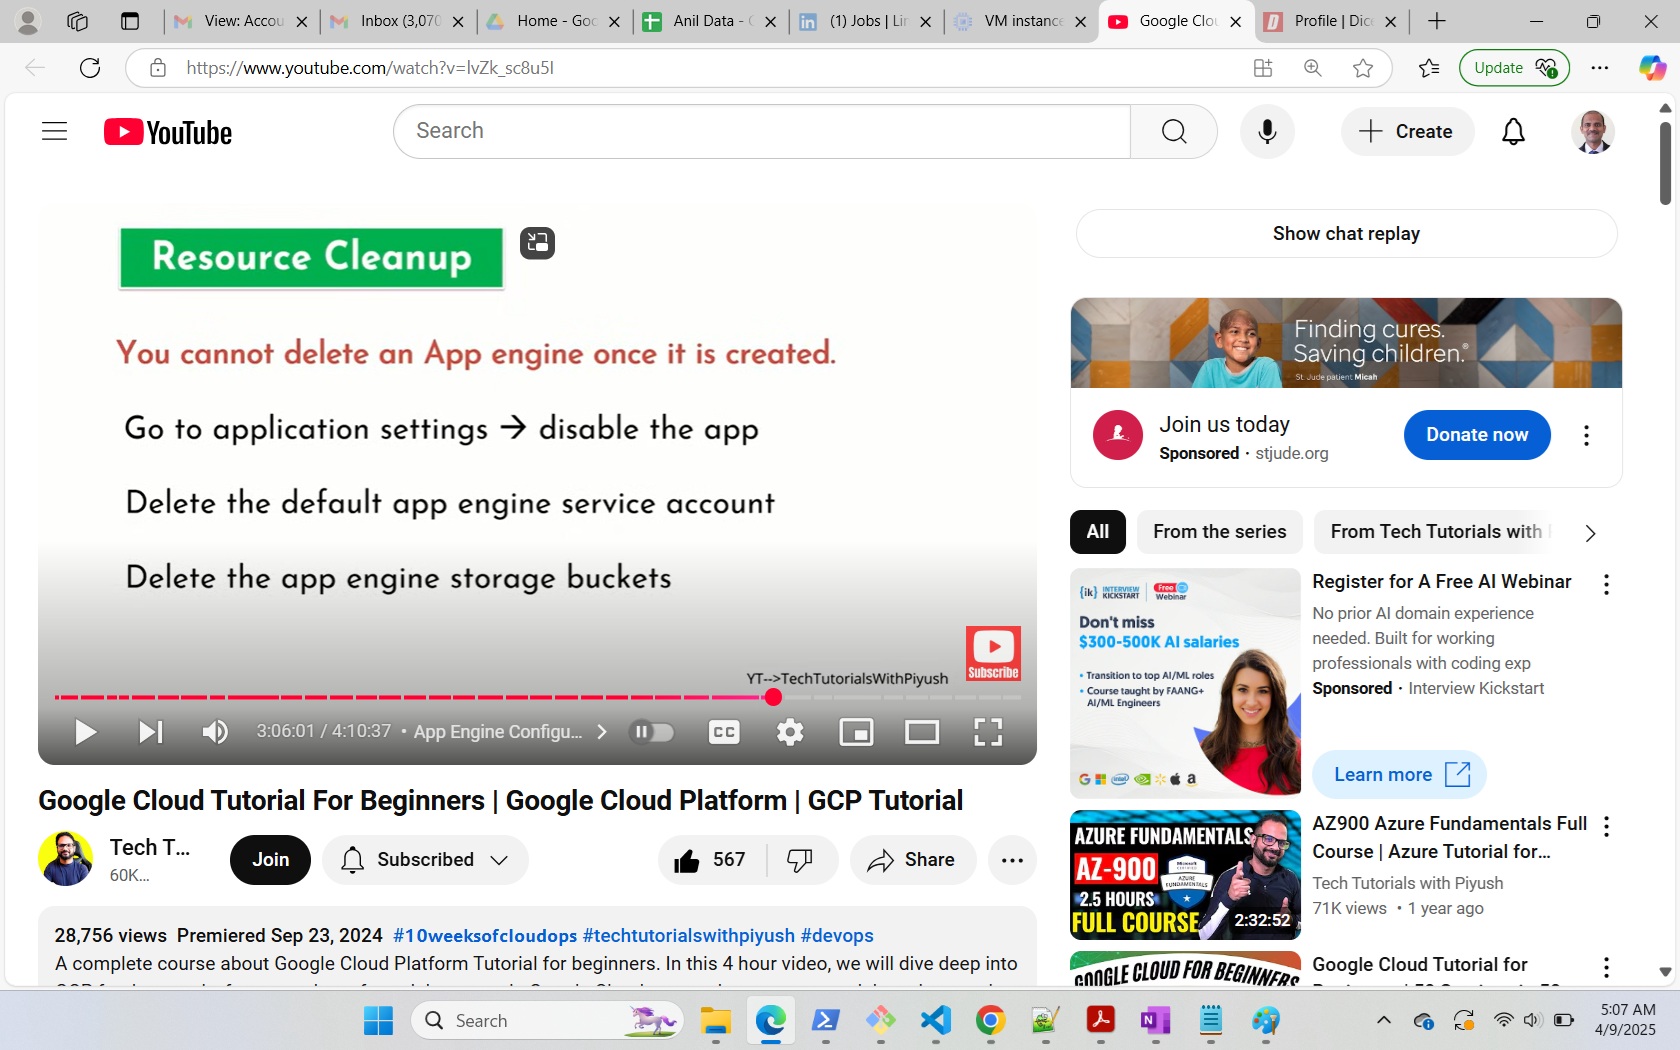 View: Accou
Inbox (3,070
Home - Goo
Anil Data - G
(1) Jobs | Lin
VM instance
Google Clou
Profile | Dice
https://www.youtube.com/watch?v=lvZk_sc8u5I
Update
YouTube
Search
Create
Resource Cleanup
You cannot delete an App engine once it is created.
Go to application settings → disable the app
Delete the default app engine service account
Delete the app engine storage buckets
Subscribe
YT-->TechTutorialsWithPiyush
3:06:01 / 4:10:37 • App Engine Configu...
CC
Google Cloud Tutorial For Beginners | Google Cloud Platform | GCP Tutorial
Tech T...
60K...
Join
Subscribed
567
Share
28,756 views Premiered Sep 23, 2024 #10weeksofcloudops #techtutorialswithpiyush #devops
A complete course about Google Cloud Platform Tutorial for beginners. In this 4 hour video, we will dive deep into
Show chat replay
Finding cures.
Saving children.®
St. Jude patient Micah
Join us today
Sponsored · stjude.org
Donate now
All
From the series
From Tech Tutorials with
{ik} INTERVIEW KICKSTART
Free Webinar
Don't miss
$300-500K AI salaries
• Transition to top AI/ML roles
• Course taught by FAANG+
AI/ML Engineers
Register for A Free AI Webinar
No prior AI domain experience
needed. Built for working
professionals with coding exp
Sponsored · Interview Kickstart
Learn more
AZURE FUNDAMENTALS
AZ-900
2.5 HOURS
FULL COURSE
Microsoft
CERTIFIED
AZURE
FUNDAMENTALS
2:32:52
AZ900 Azure Fundamentals Full
Course | Azure Tutorial for...
Tech Tutorials with Piyush
71K views • 1 year ago
GOOGLE CLOUD FOR BEGINNERS
Google Cloud Tutorial for
Search
5:07 AM
4/9/2025